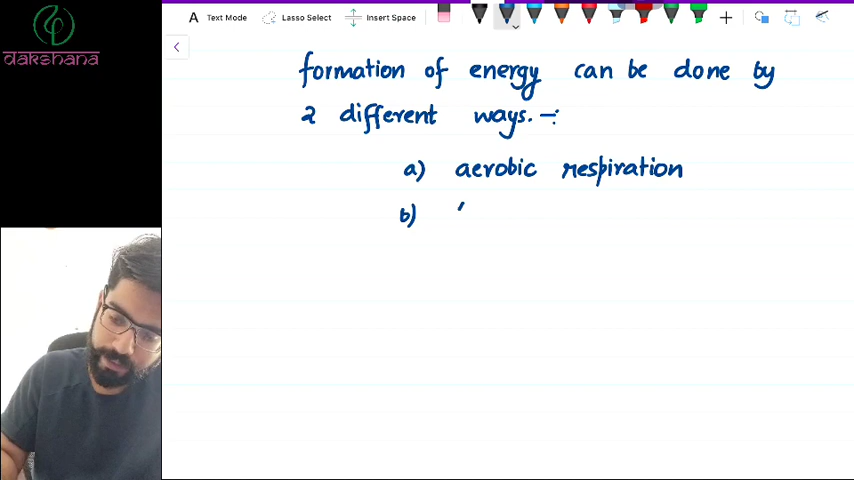 dakshana
A Text Mode Lasso Select Insert Space
formation of energy can be done by
2 different ways. -:
a) aerobic respiration
b)